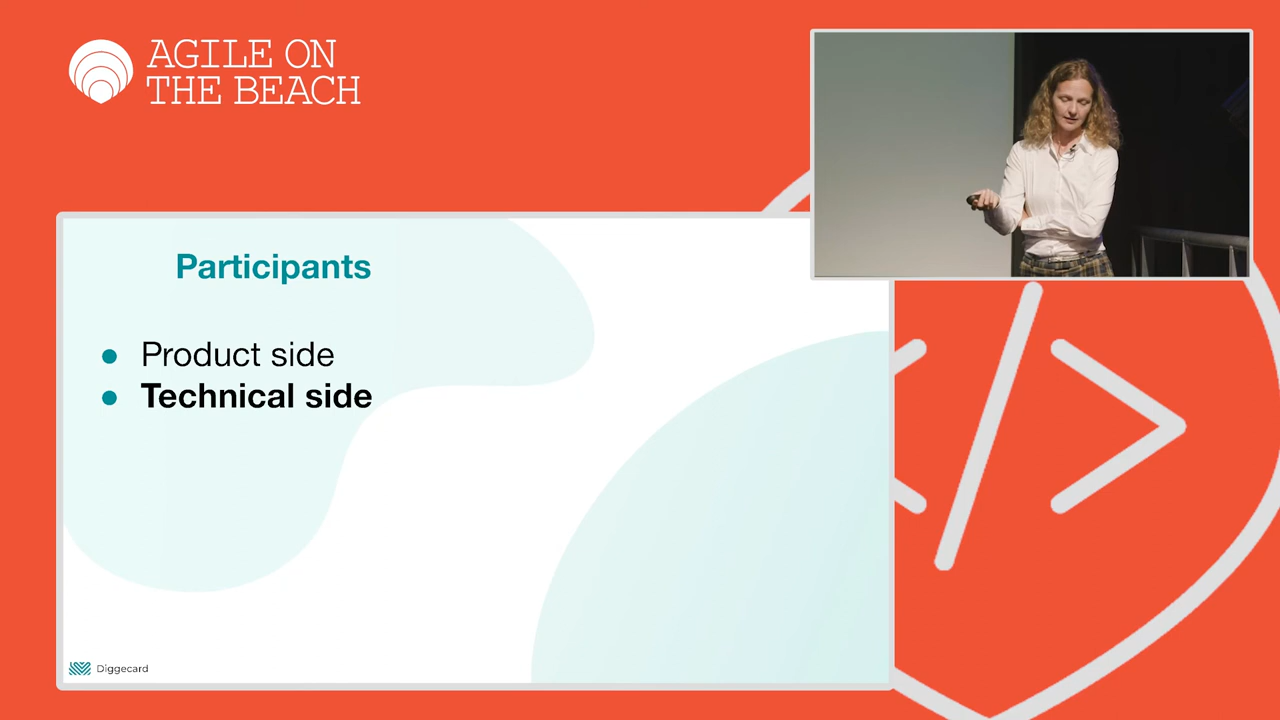 AGILE ON
THE BEACH
Participants
● Product side
● Technical side
Diggecard